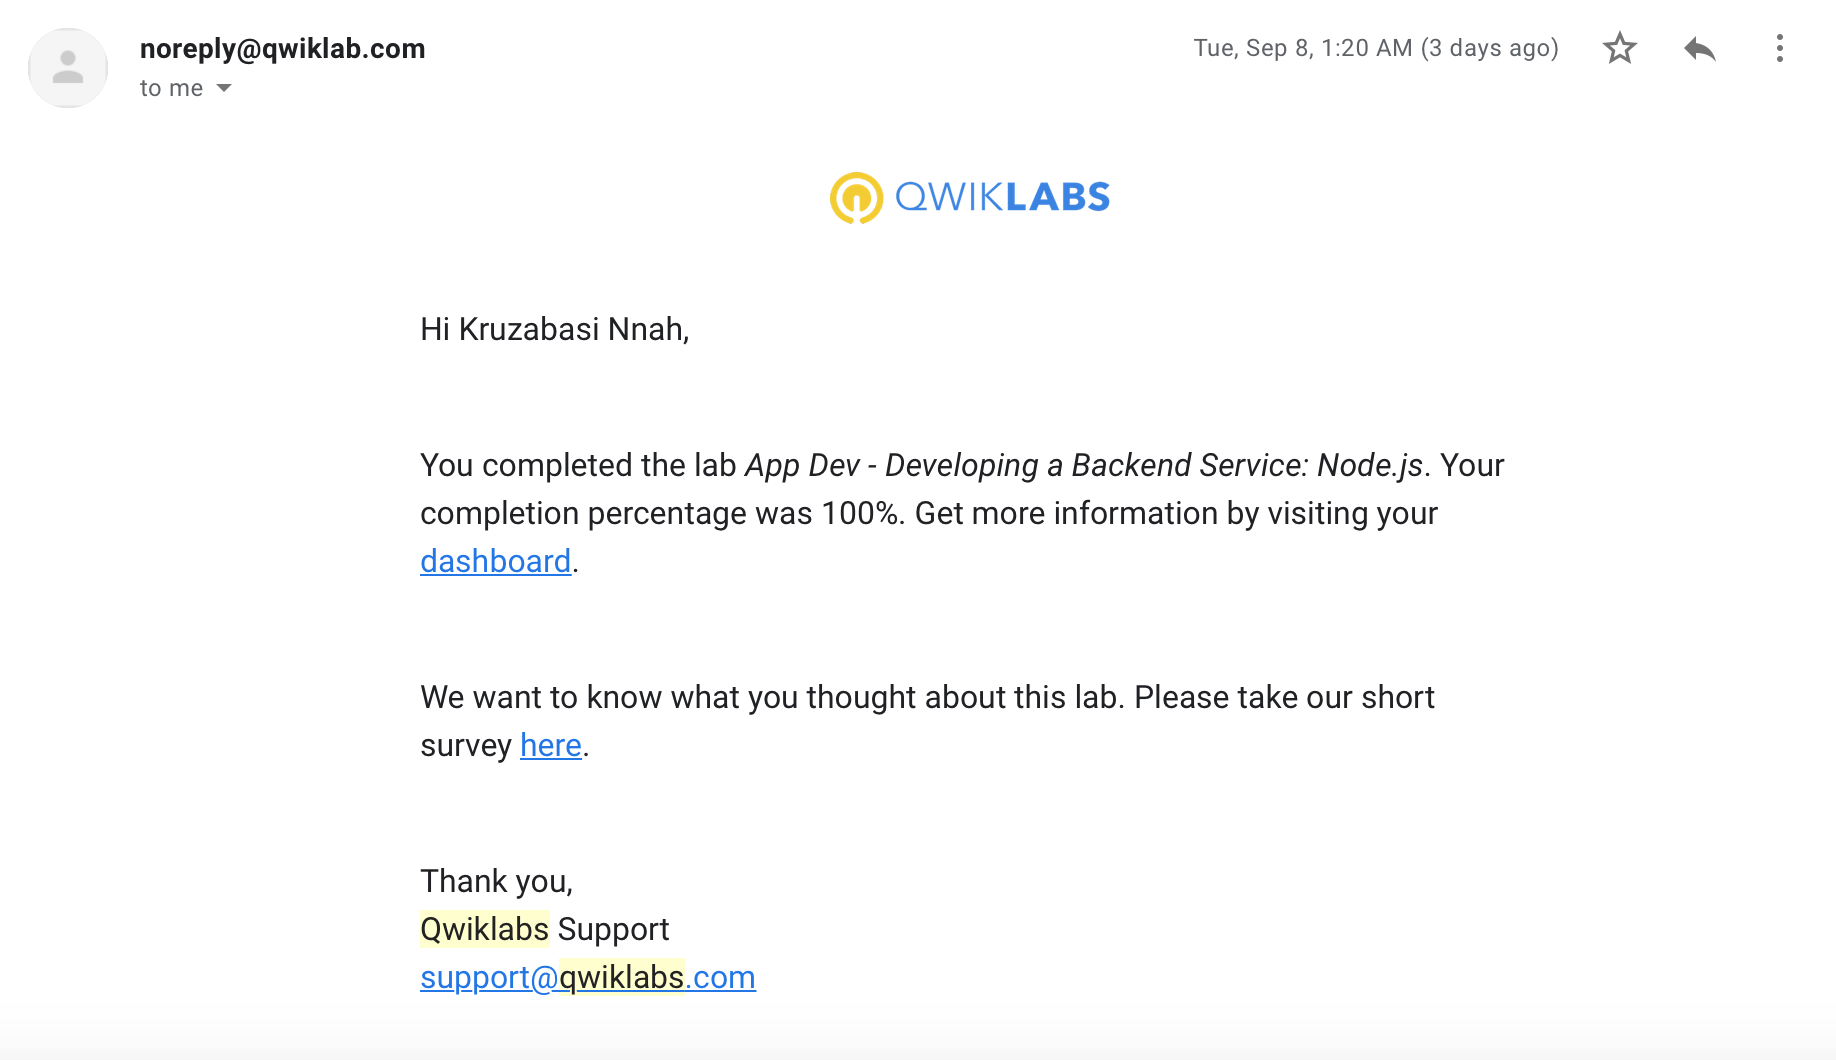 noreply@qwiklab.com
Tue, Sep 8, 1:20 AM (3 days ago)
to me
QWIKLABS
Hi Kruzabasi Nnah,
You completed the lab App Dev - Developing a Backend Service: Node.js. Your
completion percentage was 100%. Get more information by visiting your
dashboard.
We want to know what you thought about this lab. Please take our short
survey here.
Thank you,
Qwiklabs Support
support@qwiklabs.com